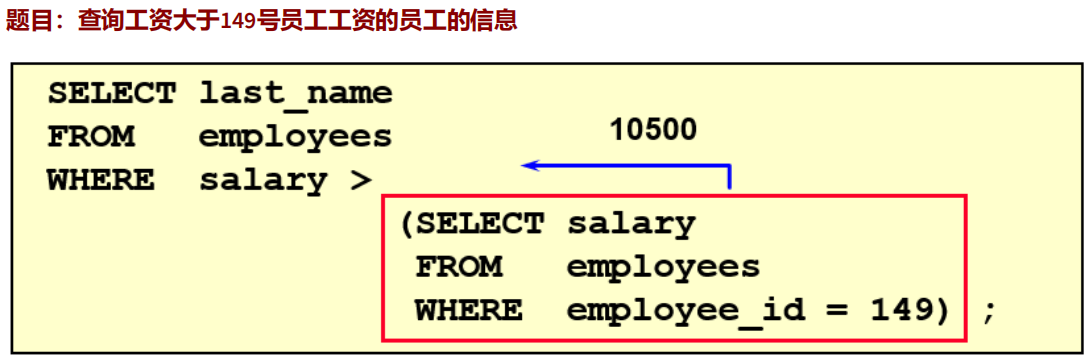 题目：查询工资大于149号员工工资的员工的信息
SELECT last_name
FROM employees
WHERE salary >
10500
(SELECT salary
FROM employees
WHERE employee_id = 149) ;